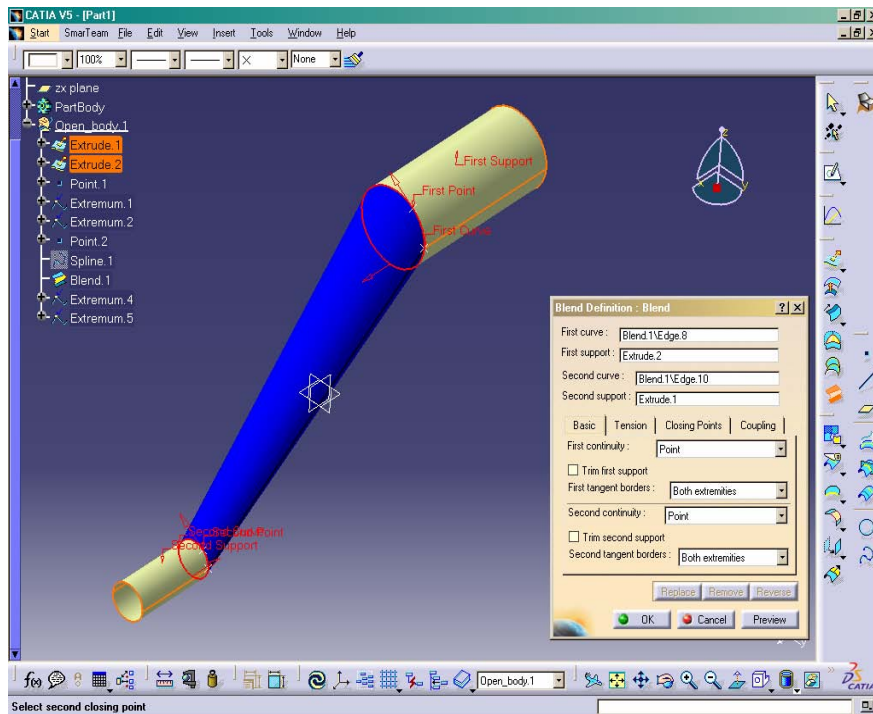 CATIA V5 - [Part1]
Start SmarTeam File Edit View Insert Tools Window Help
100% None
zx plane
PartBody
Open_body.1
Extrude.1
Extrude.2
Point.1
Extremum.1
Extremum.2
Point.2
Spline.1
Blend.1
Extremum.4
Extremum.5
First Support
First Point
First Curve
Second Point
Second Support
z
Blend Definition : Blend
First curve : Blend.1\Edge.8
First support : Extrude.2
Second curve : Blend.1\Edge.10
Second support : Extrude.1
Basic Tension Closing Points Coupling
First continuity : Point
Trim first support
First tangent borders : Both extremities
Second continuity : Point
Trim second support
Second tangent borders : Both extremities
Replace Remove Reverse
OK Cancel Preview
f(x) Open_body.1
CATIA
Select second closing point